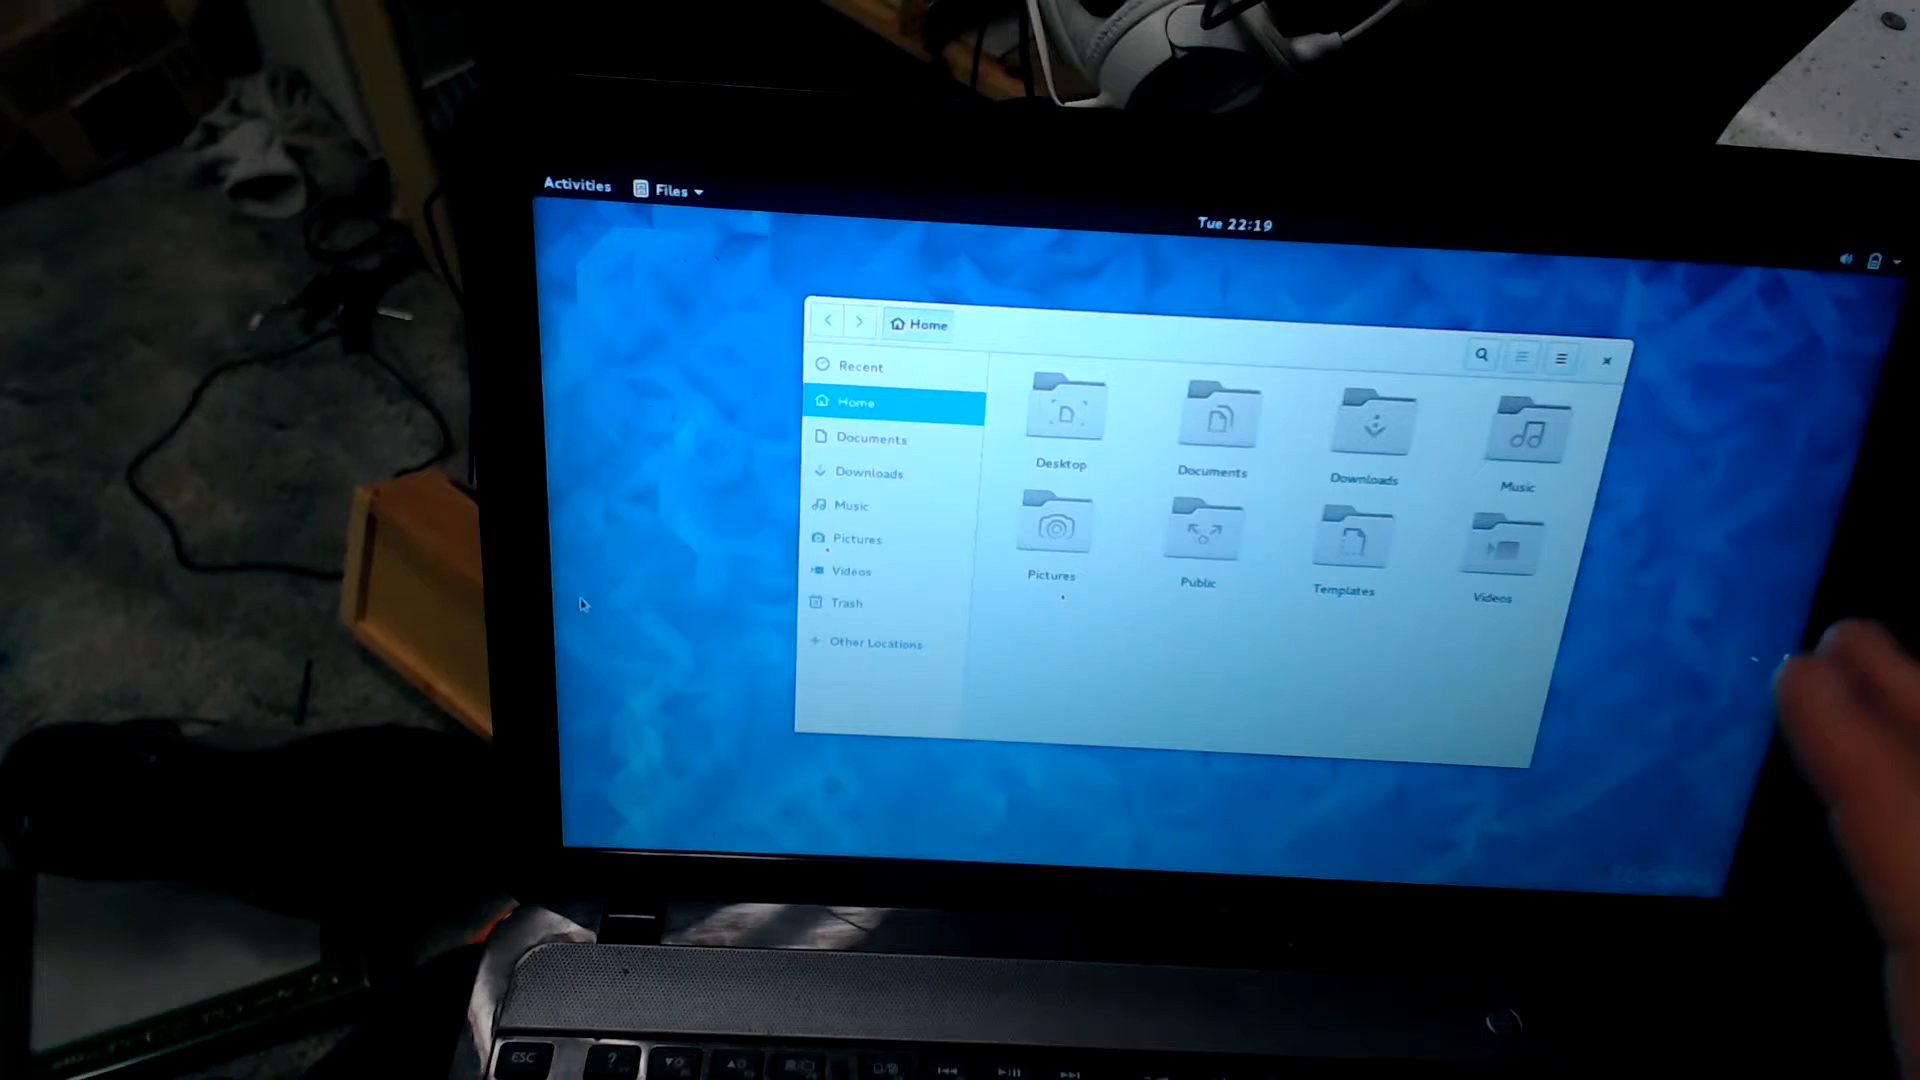 Activities Files
Tue 22:19
Home
Recent
Home
Documents
Downloads
Music
Pictures
Videos
Trash
Other Locations
Desktop Documents Downloads Music
Pictures Public Templates Videos
ESC ?